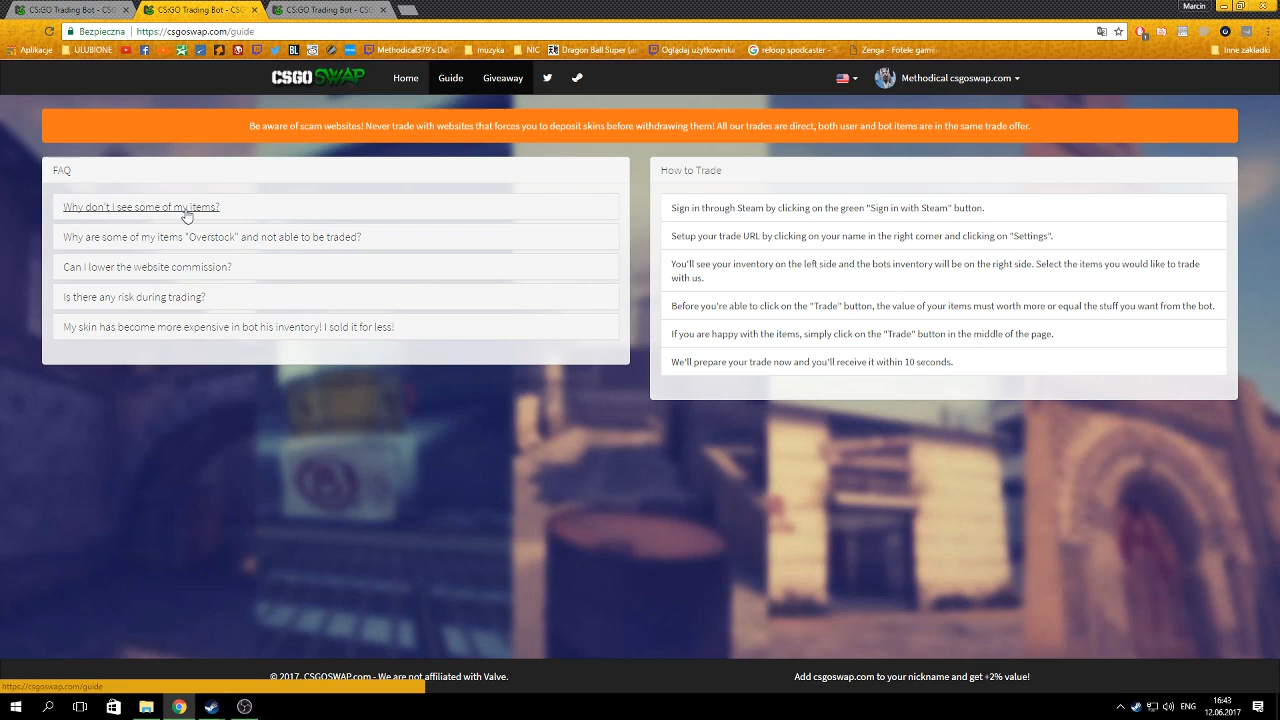 CS:GO Trading Bot - CSG
CS:GO Trading Bot - CSG
CS:GO Trading Bot - CSG
Marcin
Bezpieczna
https://csgoswap.com/guide
Aplikacje
ULUBIONE
Methodical379's Das
muzyka
NIC
Dragon Ball Super (an
Oglądaj użytkownika
reloop spodcaster - S
Zenga - Fotele gamin
Inne zakładki
CSGOSWAP
Home
Guide
Giveaway
Methodical csgoswap.com
Be aware of scam websites! Never trade with websites that forces you to deposit skins before withdrawing them! All our trades are direct, both user and bot items are in the same trade offer.
FAQ
Why don't I see some of my items?
Why are some of my items "Overstock" and not able to be traded?
Can I lower the website commission?
Is there any risk during trading?
My skin has become more expensive in bot his inventory! I sold it for less!
How to Trade
Sign in through Steam by clicking on the green "Sign in with Steam" button.
Setup your trade URL by clicking on your name in the right corner and clicking on "Settings".
You'll see your inventory on the left side and the bots inventory will be on the right side. Select the items you would like to trade
with us.
Before you're able to click on the "Trade" button, the value of your items must worth more or equal the stuff you want from the bot.
If you are happy with the items, simply click on the "Trade" button in the middle of the page.
We'll prepare your trade now and you'll receive it within 10 seconds.
© 2017. CSGOSWAP.com - We are not affiliated with Valve.
Add csgoswap.com to your nickname and get +2% value!
https://csgoswap.com/guide
ENG
16:43
12.06.2017